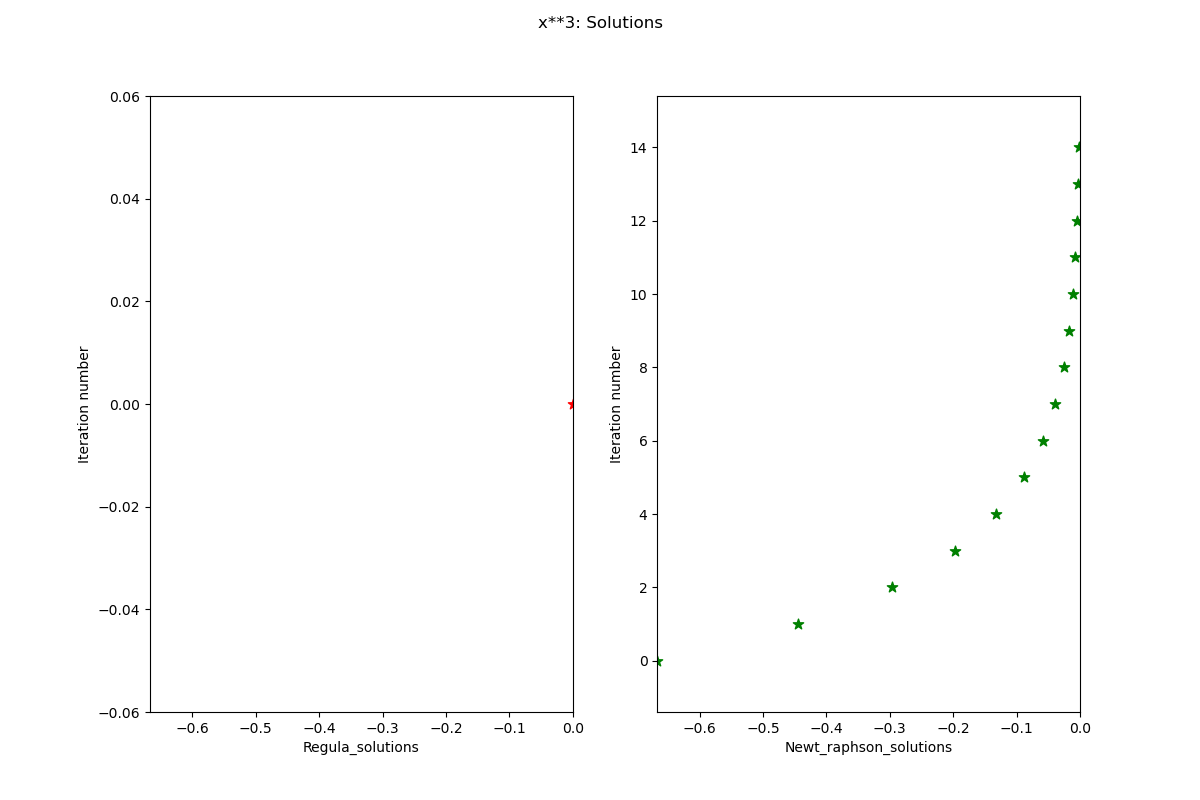 x**3: Solutions
0.06
0.04
0.02
0.00
−0.02
−0.04
−0.06
Iteration number
−0.6 −0.5 −0.4 −0.3 −0.2 −0.1 0.0
Regula_solutions
14
12
10
8
6
4
2
0
Iteration number
−0.6 −0.5 −0.4 −0.3 −0.2 −0.1 0.0
Newt_raphson_solutions